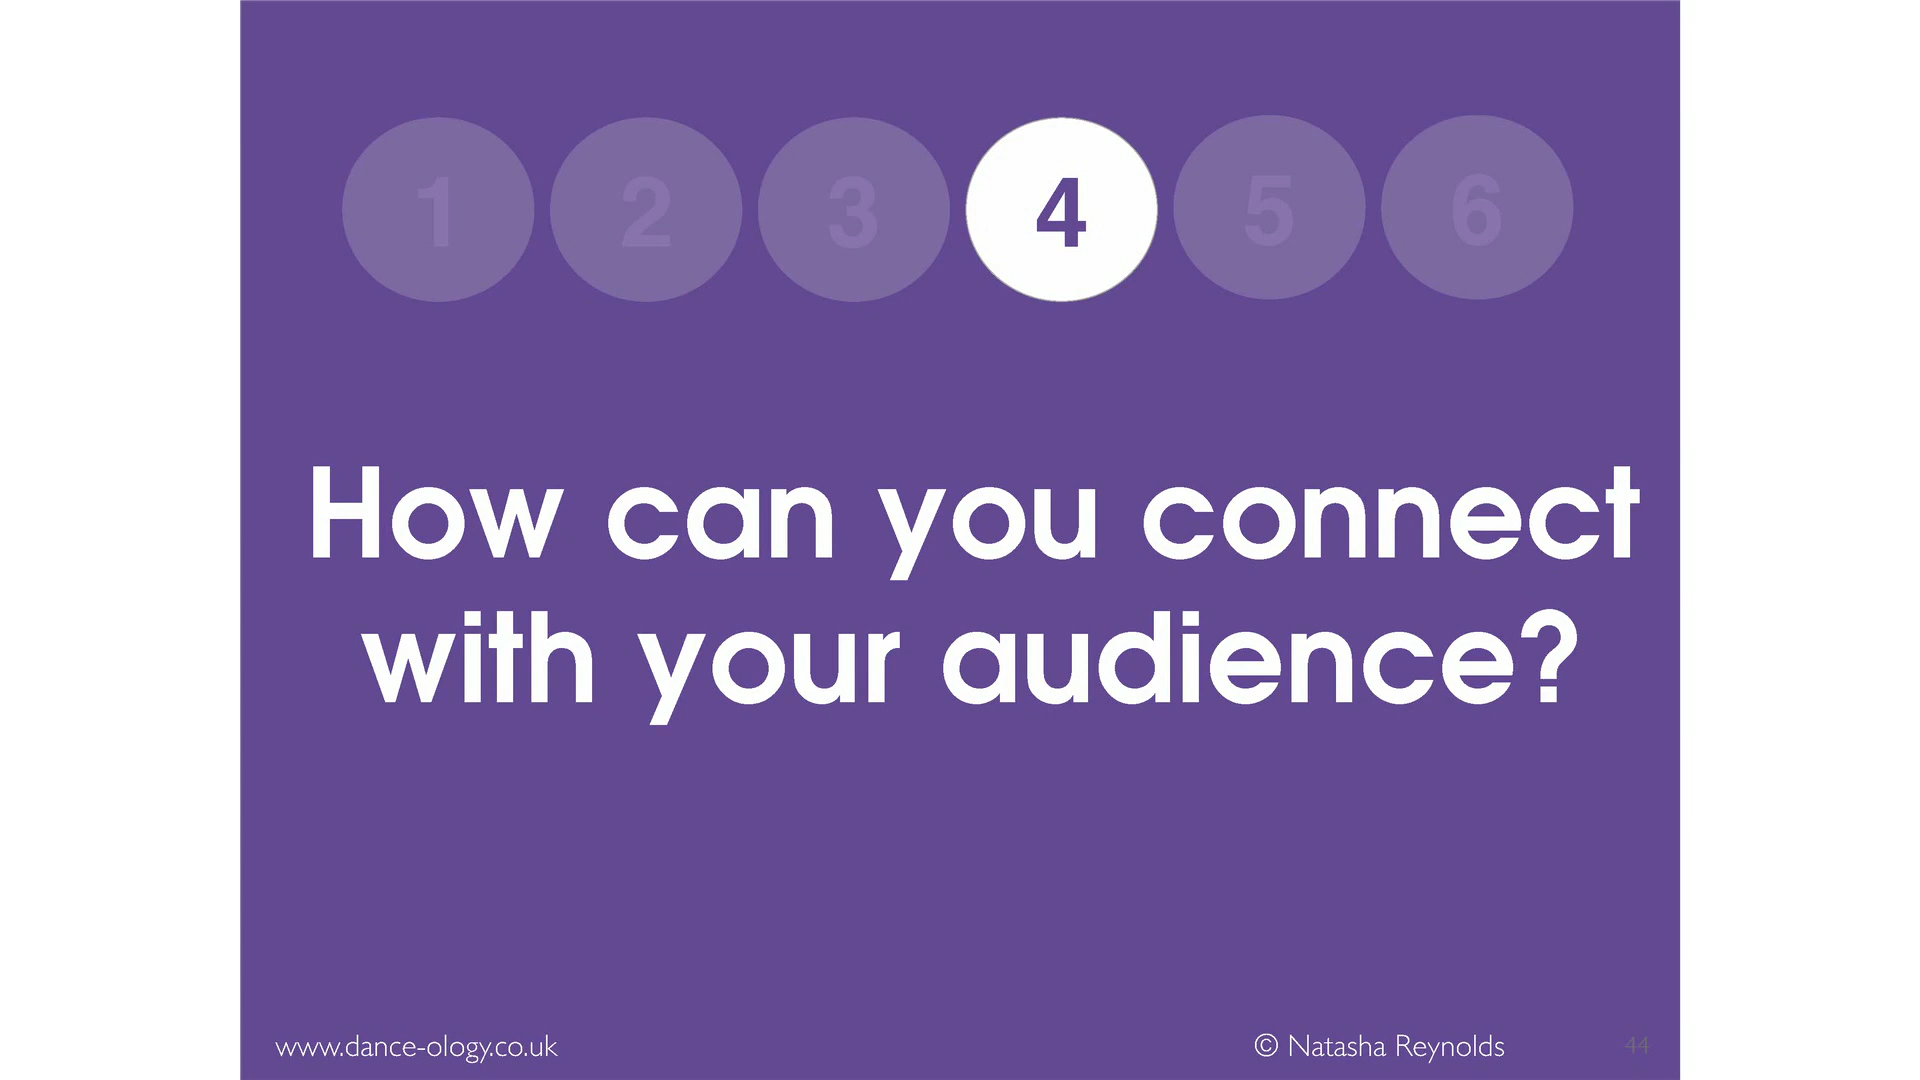 1 2 3 4 5 6
How can you connect
with your audience?
www.dance-ology.co.uk © Natasha Reynolds 44